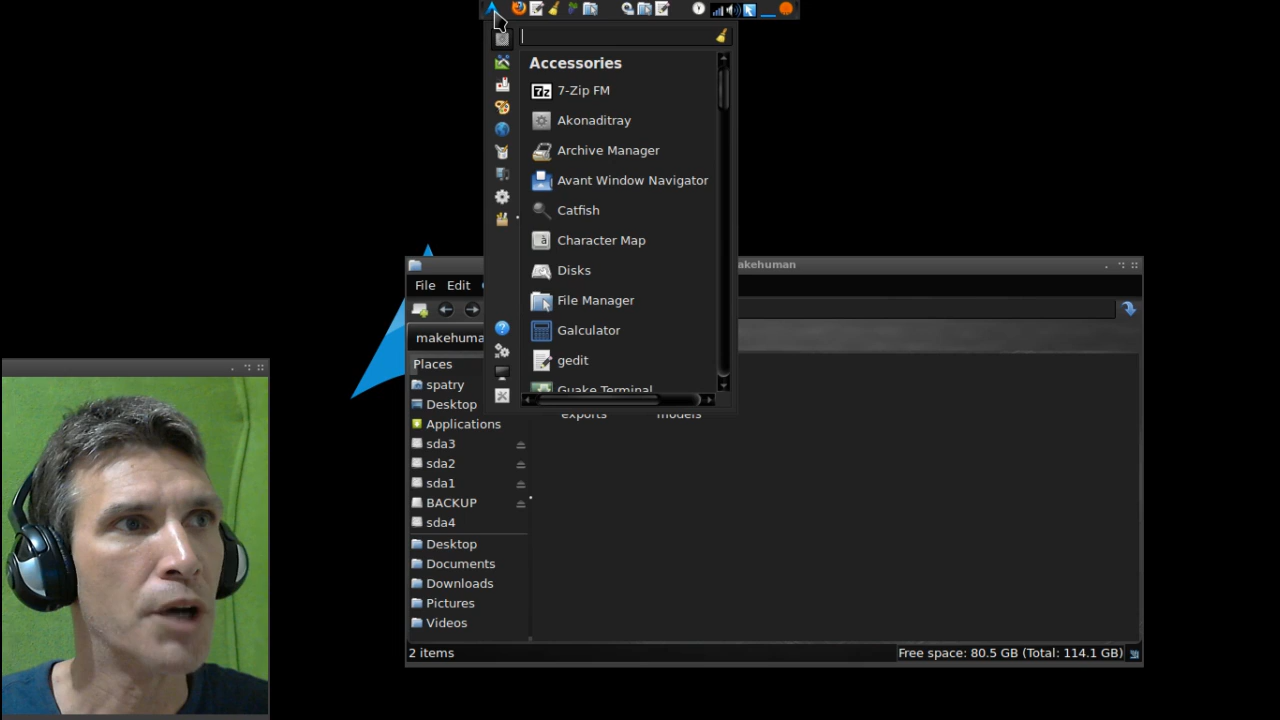 Accessories
7z 7-Zip FM
Akonaditray
Archive Manager
Avant Window Navigator
Catfish
á Character Map
Disks
File Manager
Galculator
gedit
Guake Terminal
akehuman
File Edit
makehuma
Places
spatry
Desktop
Applications
sda3
sda2
sda1
BACKUP
sda4
Desktop
Documents
Downloads
Pictures
Videos
exports models
2 items
Free space: 80.5 GB (Total: 114.1 GB)